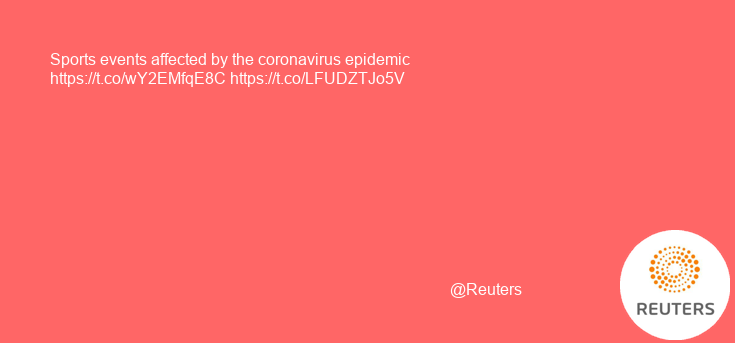 Sports events affected by the coronavirus epidemic
https://t.co/wY2EMfqE8C https://t.co/LFUDZTJo5V
@Reuters
REUTERS